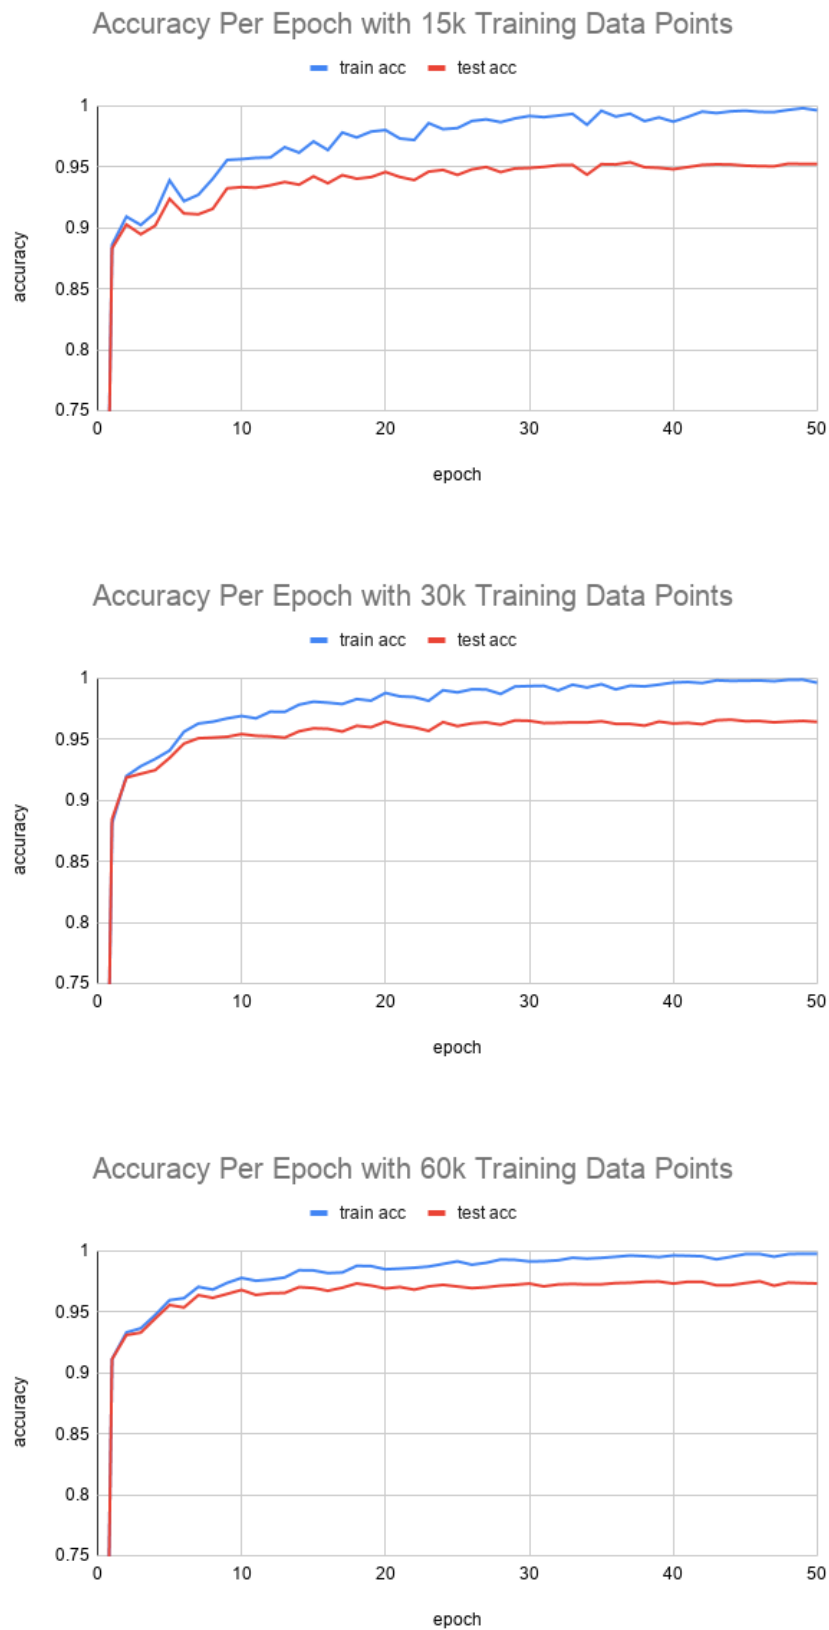 Accuracy Per Epoch with 15k Training Data Points
train acc test acc
1
0.95
0.9
0.85
0.8
0.75
accuracy
0 10 20 30 40 50
epoch
Accuracy Per Epoch with 30k Training Data Points
train acc test acc
1
0.95
0.9
0.85
0.8
0.75
accuracy
0 10 20 30 40 50
epoch
Accuracy Per Epoch with 60k Training Data Points
train acc test acc
1
0.95
0.9
0.85
0.8
0.75
accuracy
0 10 20 30 40 50
epoch